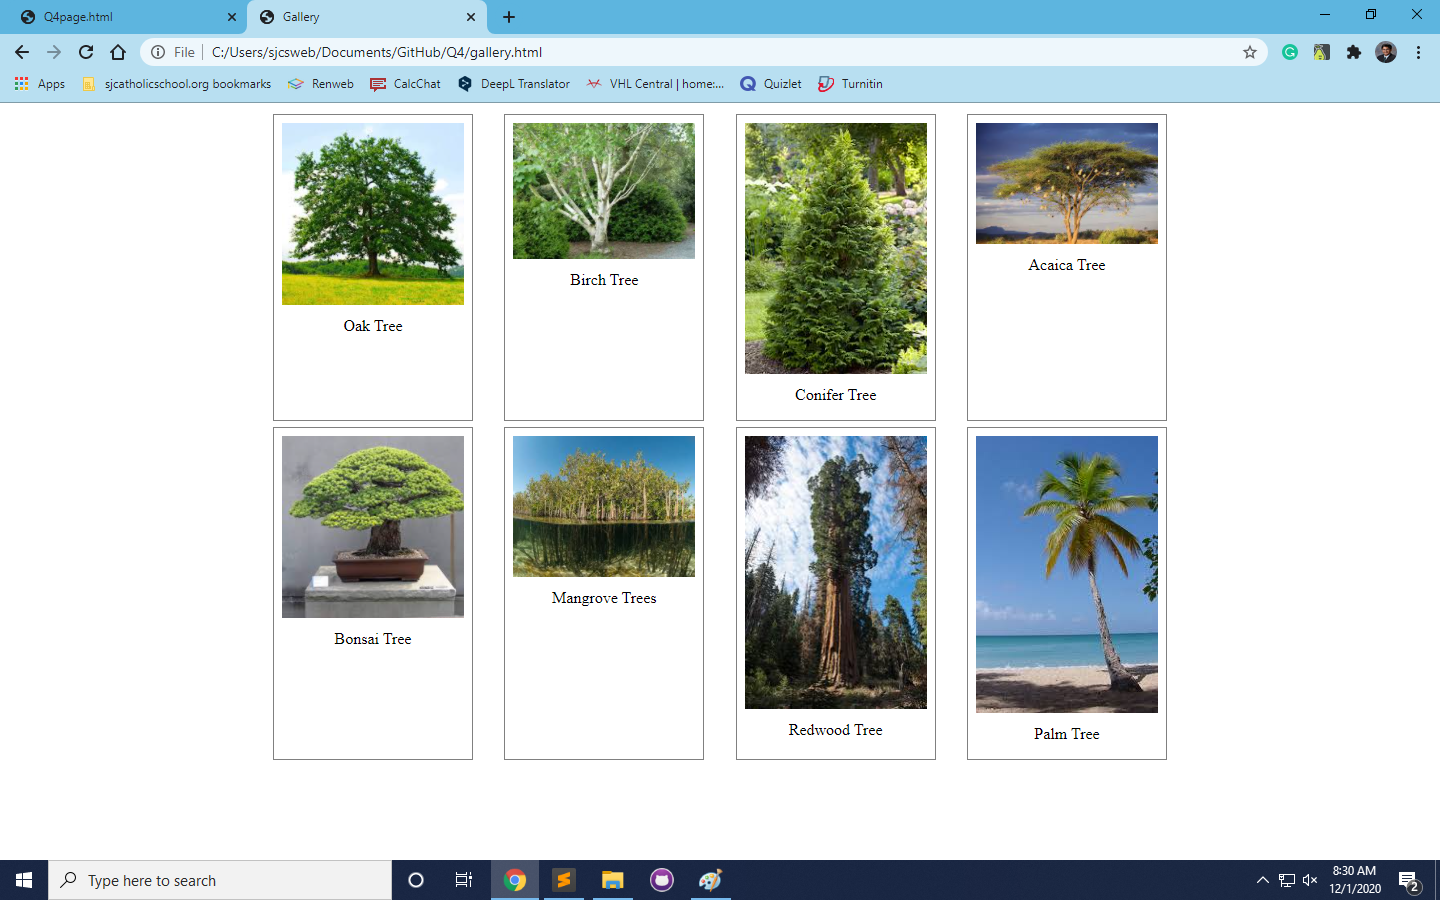 Q4page.html
Gallery
File
C:/Users/sjcsweb/Documents/GitHub/Q4/gallery.html
Apps
sjcatholicschool.org bookmarks
Renweb
CalcChat
DeepL Translator
VHL Central | home:...
Quizlet
Turnitin
Oak Tree
Birch Tree
Conifer Tree
Acaica Tree
Bonsai Tree
Mangrove Trees
Redwood Tree
Palm Tree
Type here to search
8:30 AM
12/1/2020
2